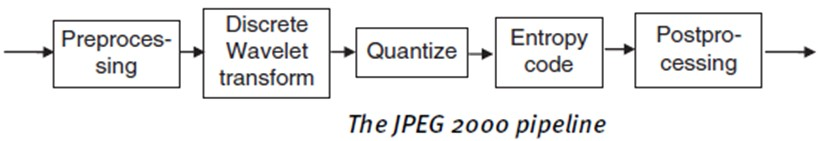 Preproces-
sing
Discrete
Wavelet
transform
Quantize
Entropy
code
Postpro-
cessing
The JPEG 2000 pipeline